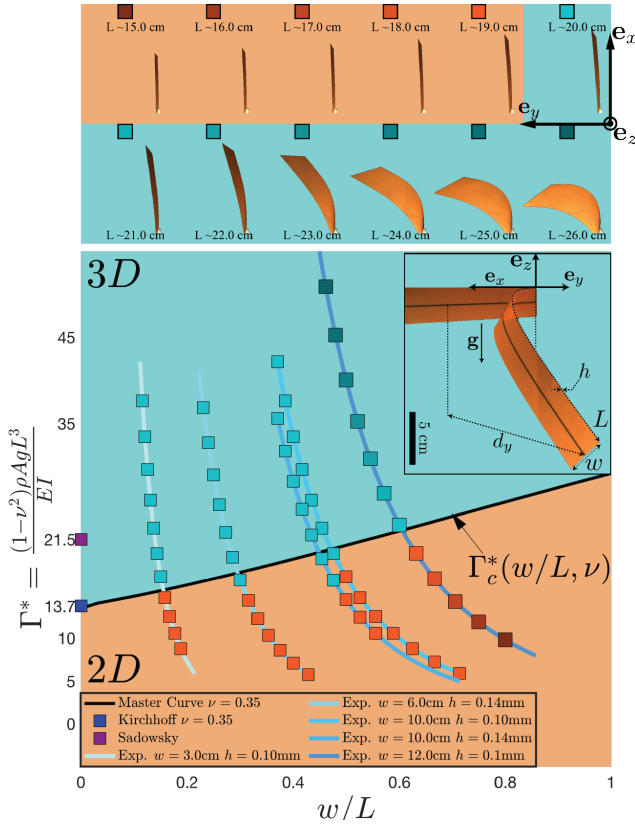 L ~15.0 cm L ~16.0 cm L ~17.0 cm L ~18.0 cm L ~19.0 cm L ~20.0 cm
e_x
e_y
e_z
L ~21.0 cm L ~22.0 cm L ~23.0 cm L ~24.0 cm L ~25.0 cm L ~26.0 cm
3D
e_z
e_x e_y
g
h
L
w
d_y
5 cm
45
35
21.5
13.7
10
5
0
Γ* = (1−ν²)ρAgL³ / EI
Γ*_c(w/L, ν)
2D
Master Curve ν = 0.35
Kirchhoff ν = 0.35
Sadowsky
Exp. w = 3.0cm h = 0.10mm
Exp. w = 6.0cm h = 0.14mm
Exp. w = 10.0cm h = 0.10mm
Exp. w = 10.0cm h = 0.14mm
Exp. w = 12.0cm h = 0.1mm
0 0.2 0.4 0.6 0.8 1
w/L